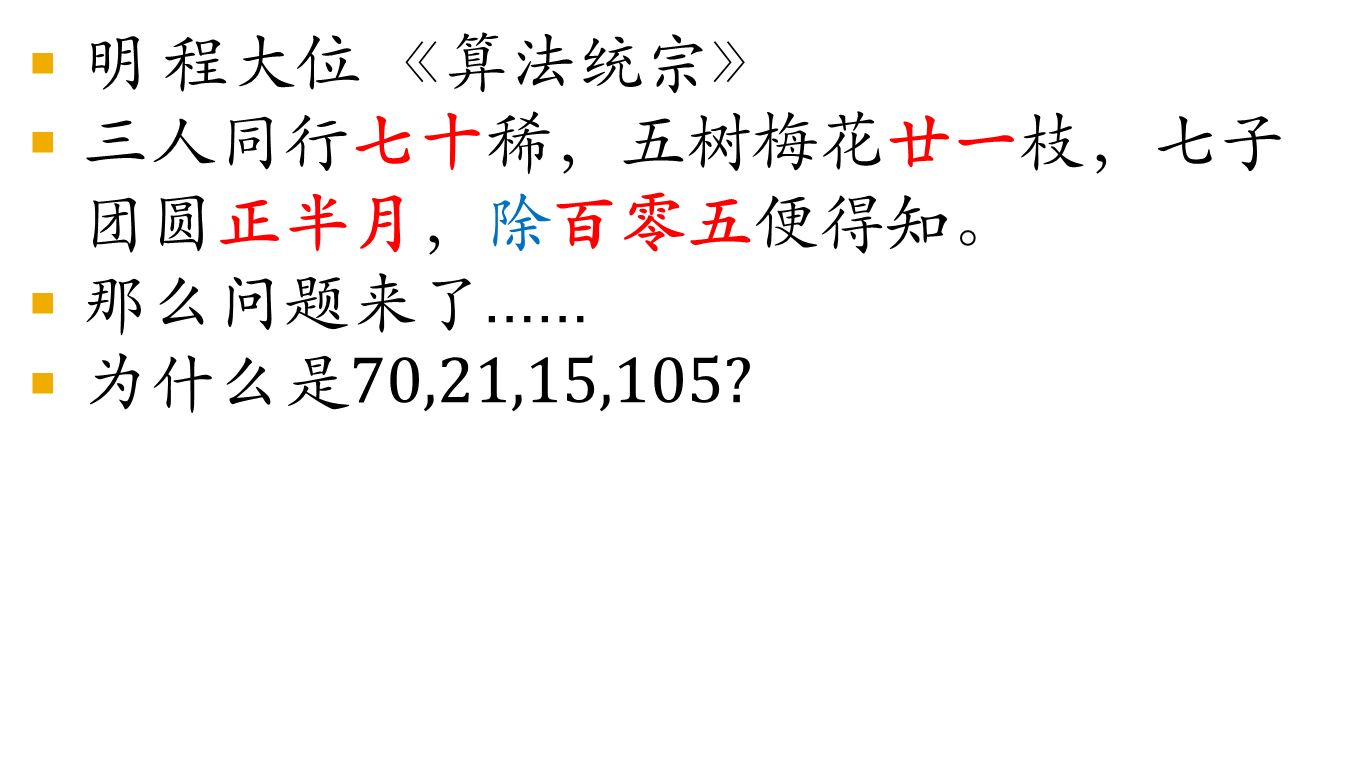 明 程大位 《算法统宗》
三人同行七十稀，五树梅花廿一枝，七子
团圆正半月，除百零五便得知。
那么问题来了……
为什么是70,21,15,105?